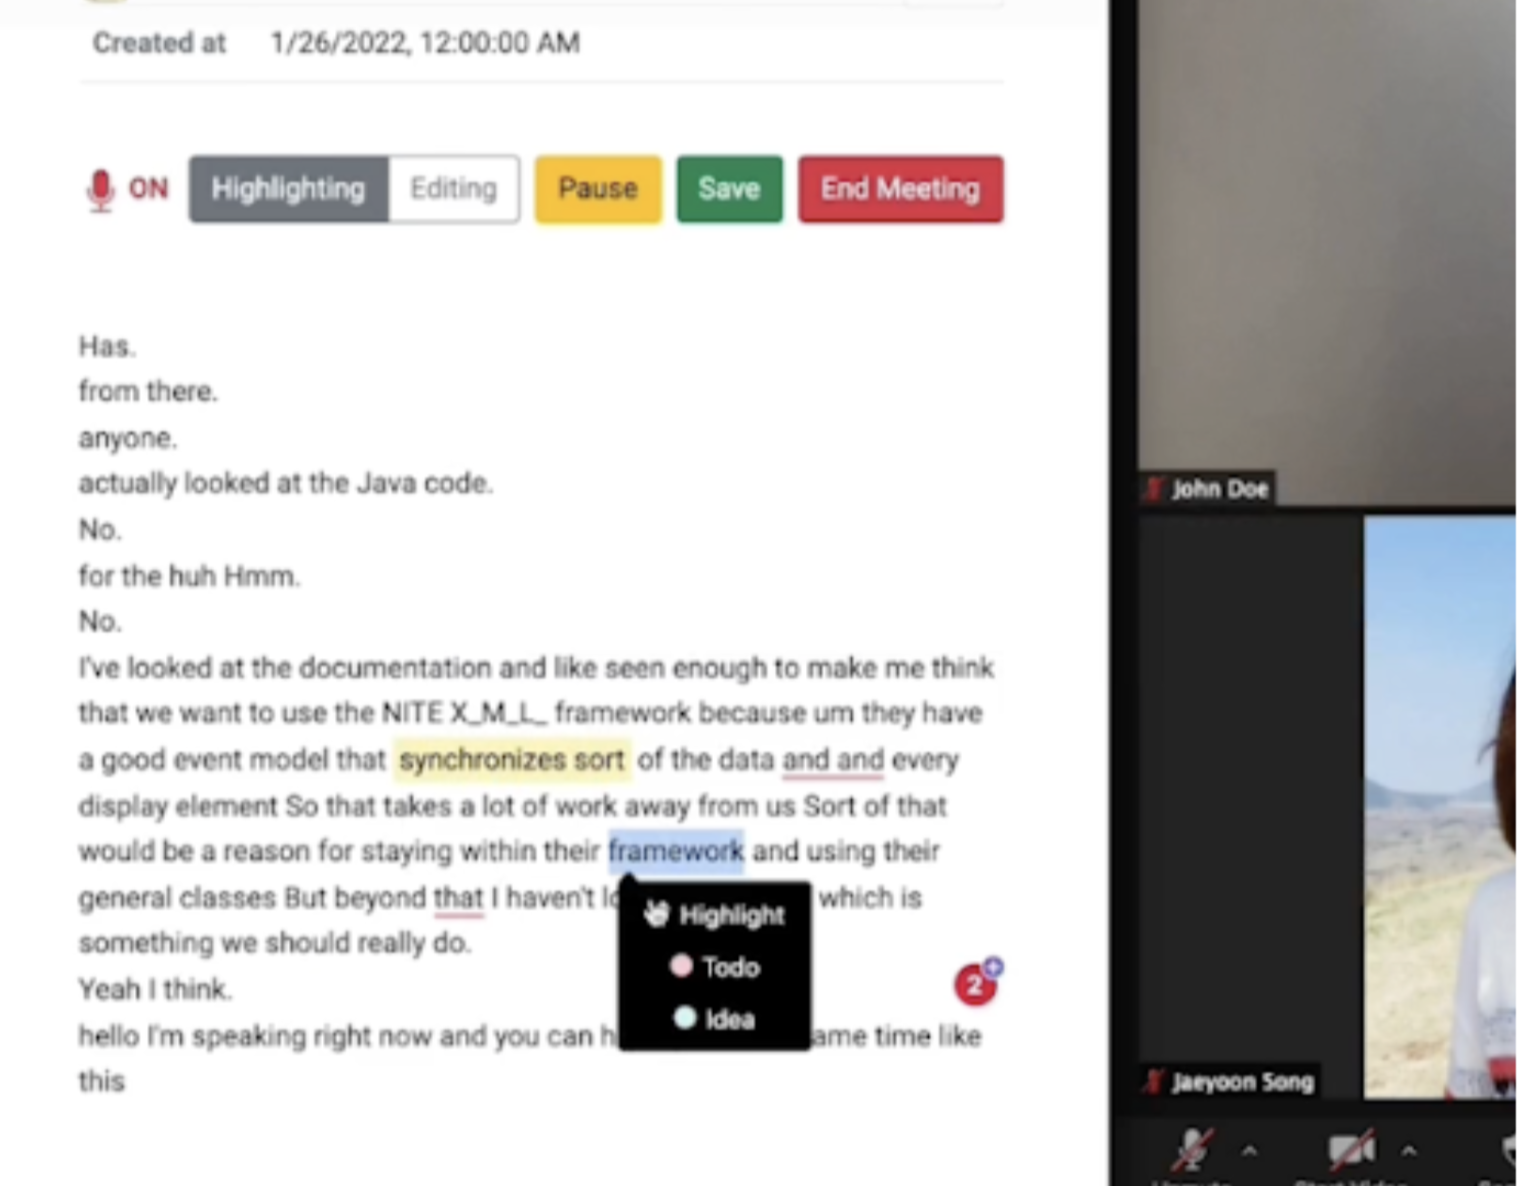 Created at 1/26/2022, 12:00:00 AM
ON Highlighting Editing Pause Save End Meeting
Has.
from there.
anyone.
actually looked at the Java code.
No.
for the huh Hmm.
No.
I've looked at the documentation and like seen enough to make me think
that we want to use the NITE X_M_L_ framework because um they have
a good event model that synchronizes sort of the data and and every
display element So that takes a lot of work away from us Sort of that
would be a reason for staying within their framework and using their
general classes But beyond that I haven't which is
something we should really do.
Yeah I think.
hello I'm speaking right now and you can time like
this
Highlight
Todo
Idea
2
John Doe
Jaeyoon Song